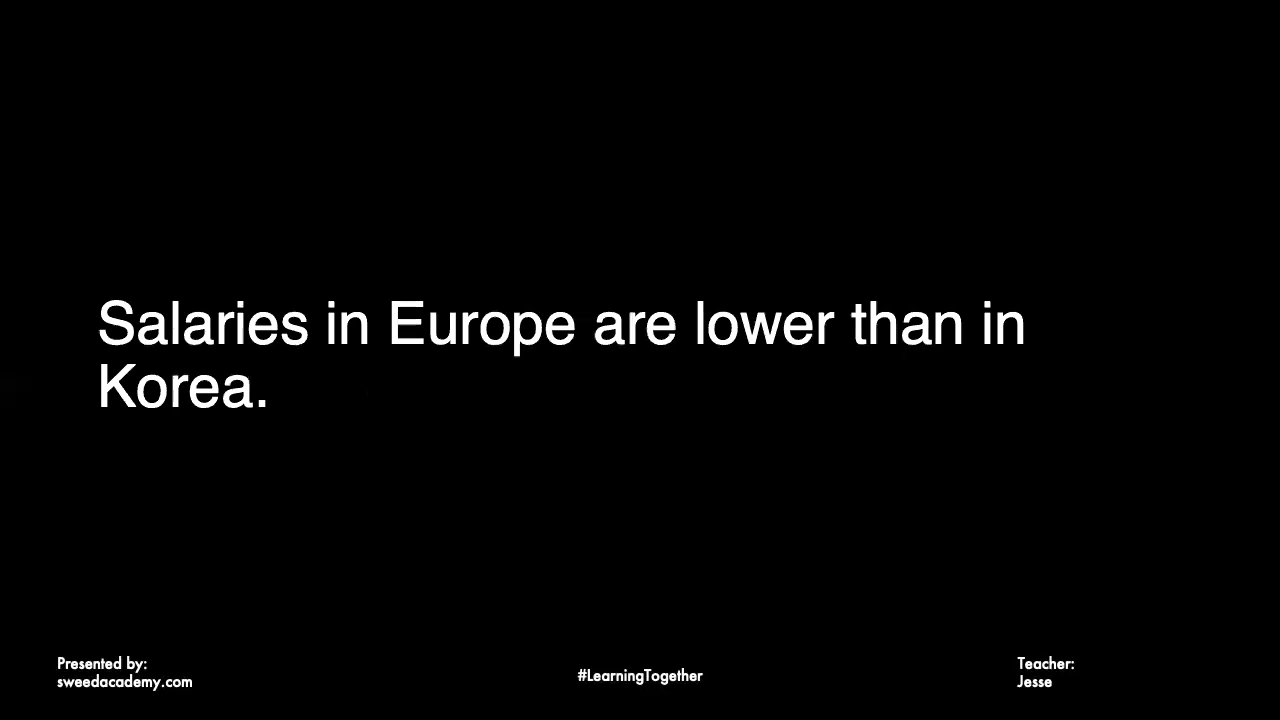 Salaries in Europe are lower than in
Korea.
Presented by:
sweedacademy.com
#LearningTogether
Teacher:
Jesse